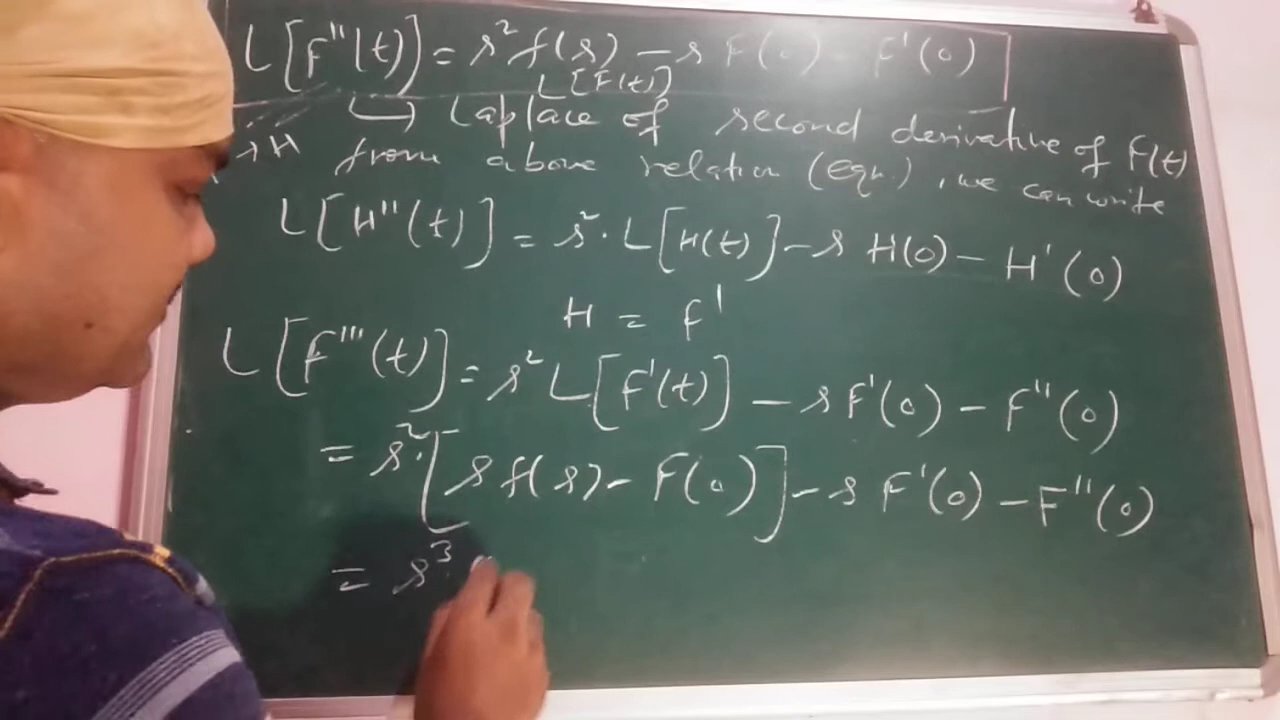 L[F''(t)] = s² f(s) - s F(0) - F'(0)
L[F(t)]
↳ Laplace of second derivative of F(t)
→ H from above relation (eqn.), we can write
L[H''(t)] = s². L[H(t)] - s H(0) - H'(0)
H = F'
L[F'''(t)] = s² L[F'(t)] - s F'(0) - F''(0)
= s². [s f(s) - F(0)] - s F'(0) - F''(0)
= s³.